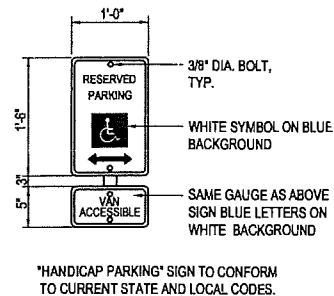 1'-0"
RESERVED
PARKING
3/8" DIA. BOLT,
TYP.
1'-6"
WHITE SYMBOL ON BLUE
BACKGROUND
3"
5"
VAN
ACCESSIBLE
SAME GAUGE AS ABOVE
SIGN BLUE LETTERS ON
WHITE BACKGROUND
"HANDICAP PARKING" SIGN TO CONFORM
TO CURRENT STATE AND LOCAL CODES.